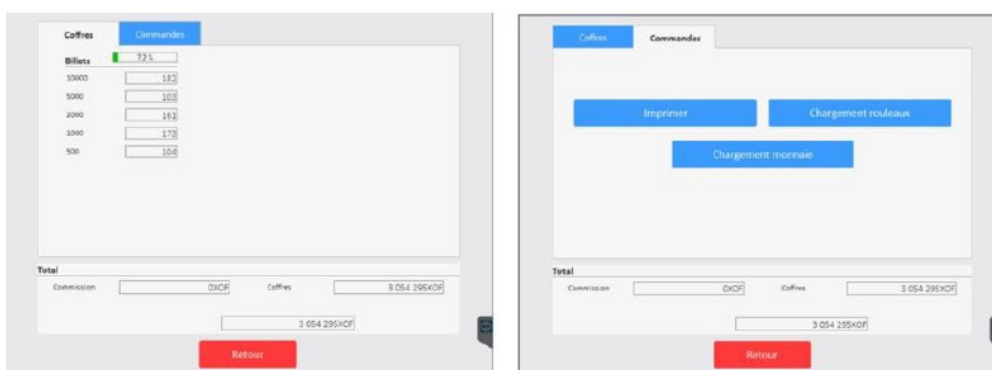 Coffres Commandes
Billets 72%
10000 182
5000 103
2000 161
1000 173
500 104
Total
Commission 0XOF Coffres 3 054 295XOF
3 054 295XOF
Retour
Coffres Commandes
Imprimer Chargement rouleaux
Chargement monnaie
Total
Commission 0XOF Coffres 3 054 295XOF
3 054 295XOF
Retour